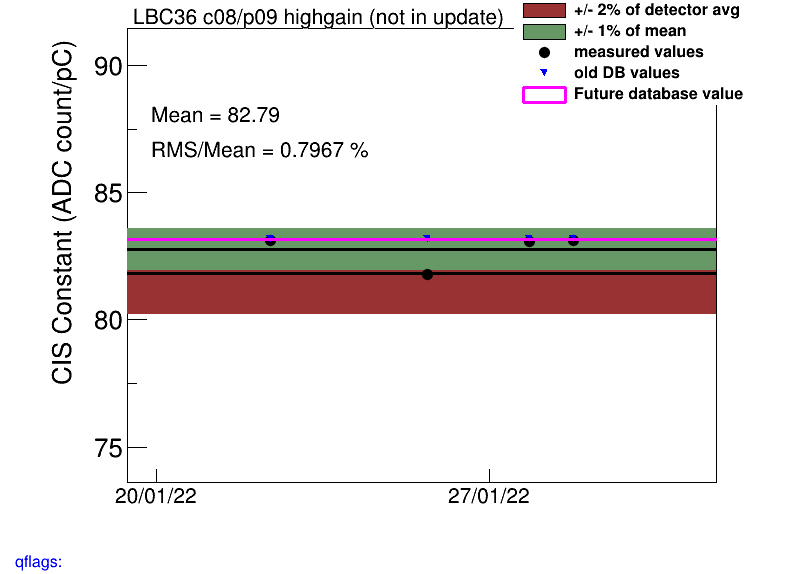 LBC36 c08/p09 highgain (not in update)
+/- 2% of detector avg
+/- 1% of mean
measured values
old DB values
Future database value
Mean = 82.79
RMS/Mean = 0.7967 %
CIS Constant (ADC count/pC)
90
85
80
75
20/01/22
27/01/22
qflags: